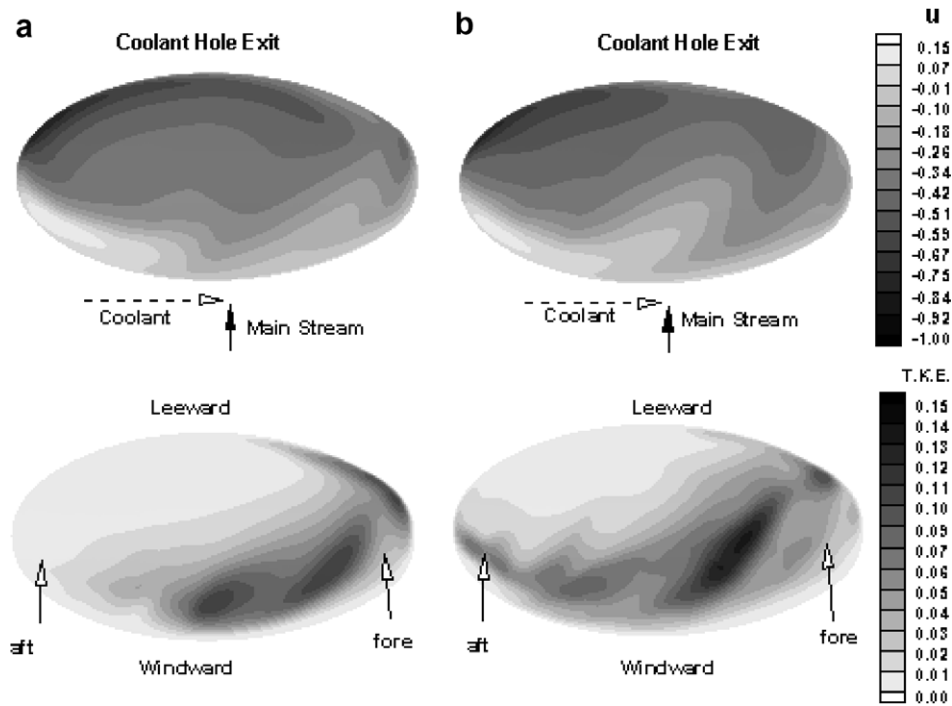 a
b
u
Coolant Hole Exit
Coolant Hole Exit
0.15
0.07
-0.01
-0.10
-0.18
-0.26
-0.34
-0.42
-0.51
-0.59
-0.67
-0.75
-0.84
-0.92
-1.00
Coolant
Main Stream
Coolant
Main Stream
T.K.E.
Leeward
Leeward
0.15
0.14
0.13
0.12
0.11
0.10
0.09
0.07
0.06
0.05
0.04
0.03
0.02
0.01
0.00
aft
fore
aft
fore
Windward
Windward